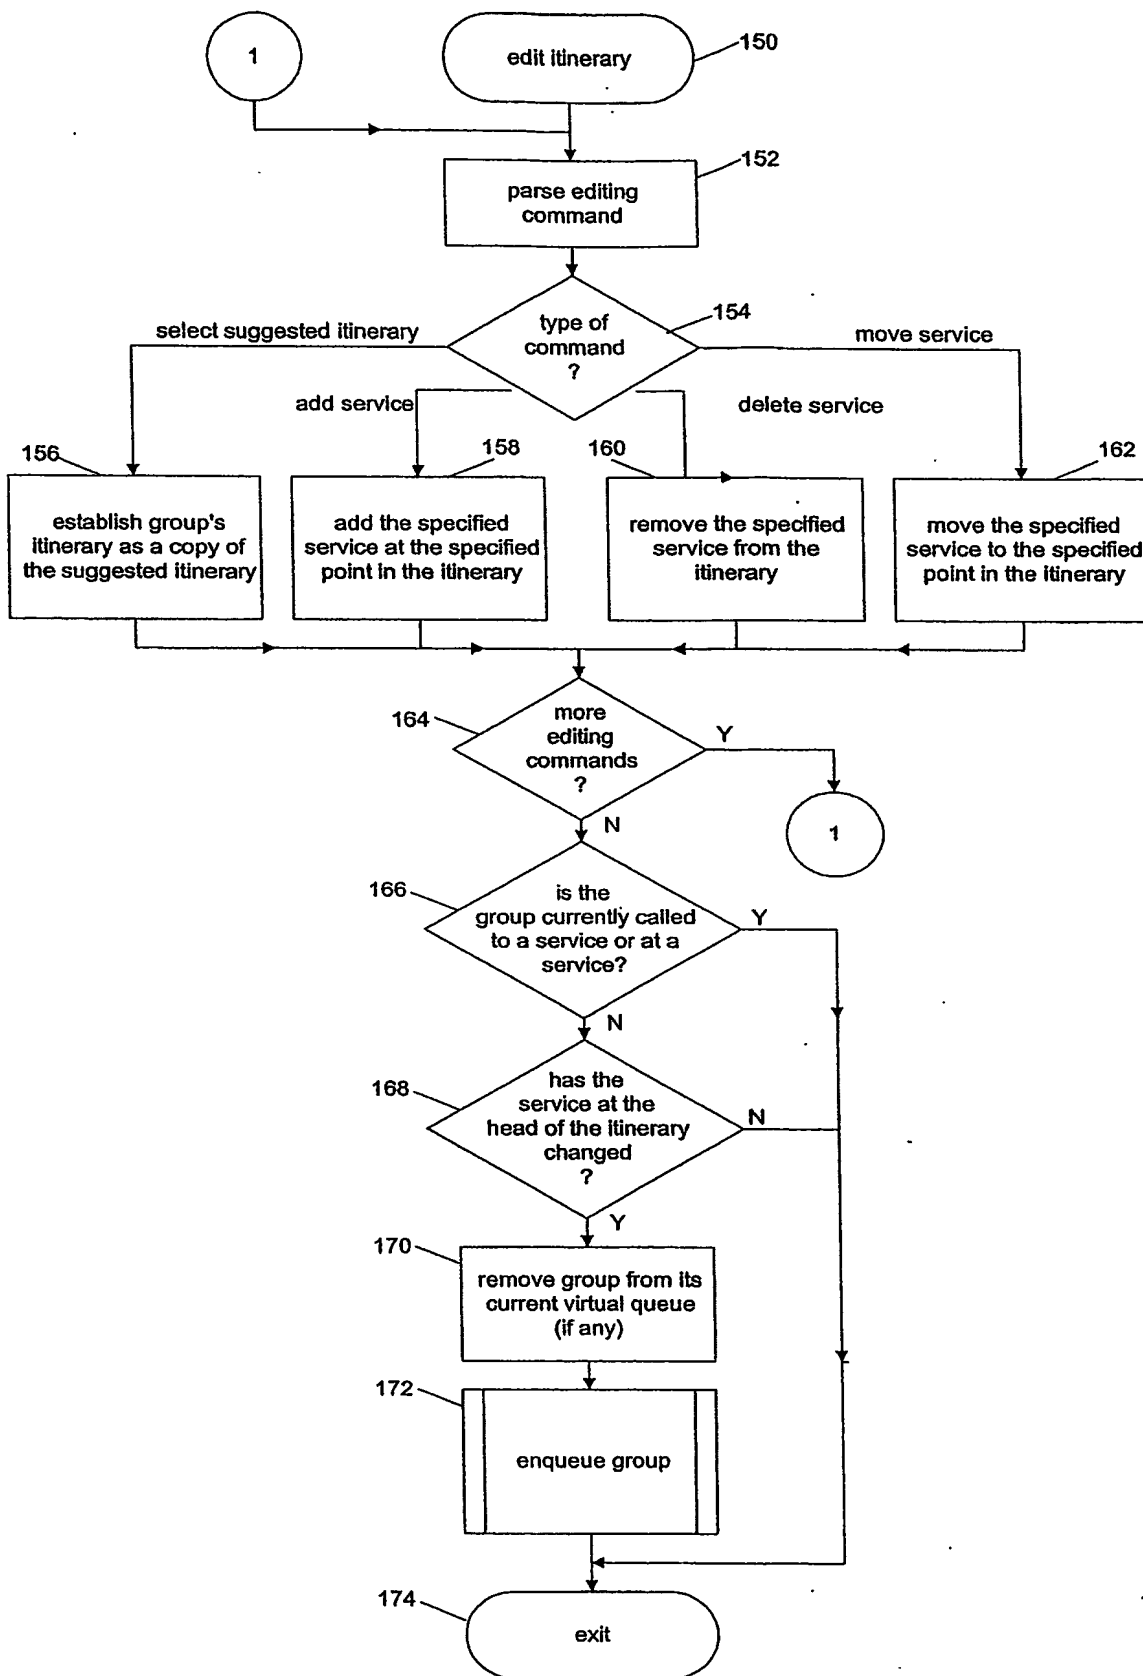 1
edit itinerary
150
152
parse editing
command
154
type of
command
?
select suggested itinerary
move service
add service
delete service
156
158
160
162
establish group's
itinerary as a copy of
the suggested itinerary
add the specified
service at the specified
point in the itinerary
remove the specified
service from the
itinerary
move the specified
service to the specified
point in the itinerary
164
more
editing
commands
?
Y
1
N
166
is the
group currently called
to a service or at a
service?
Y
N
168
has the
service at the
head of the itinerary
changed
?
N
Y
170
remove group from its
current virtual queue
(if any)
172
enqueue group
174
exit